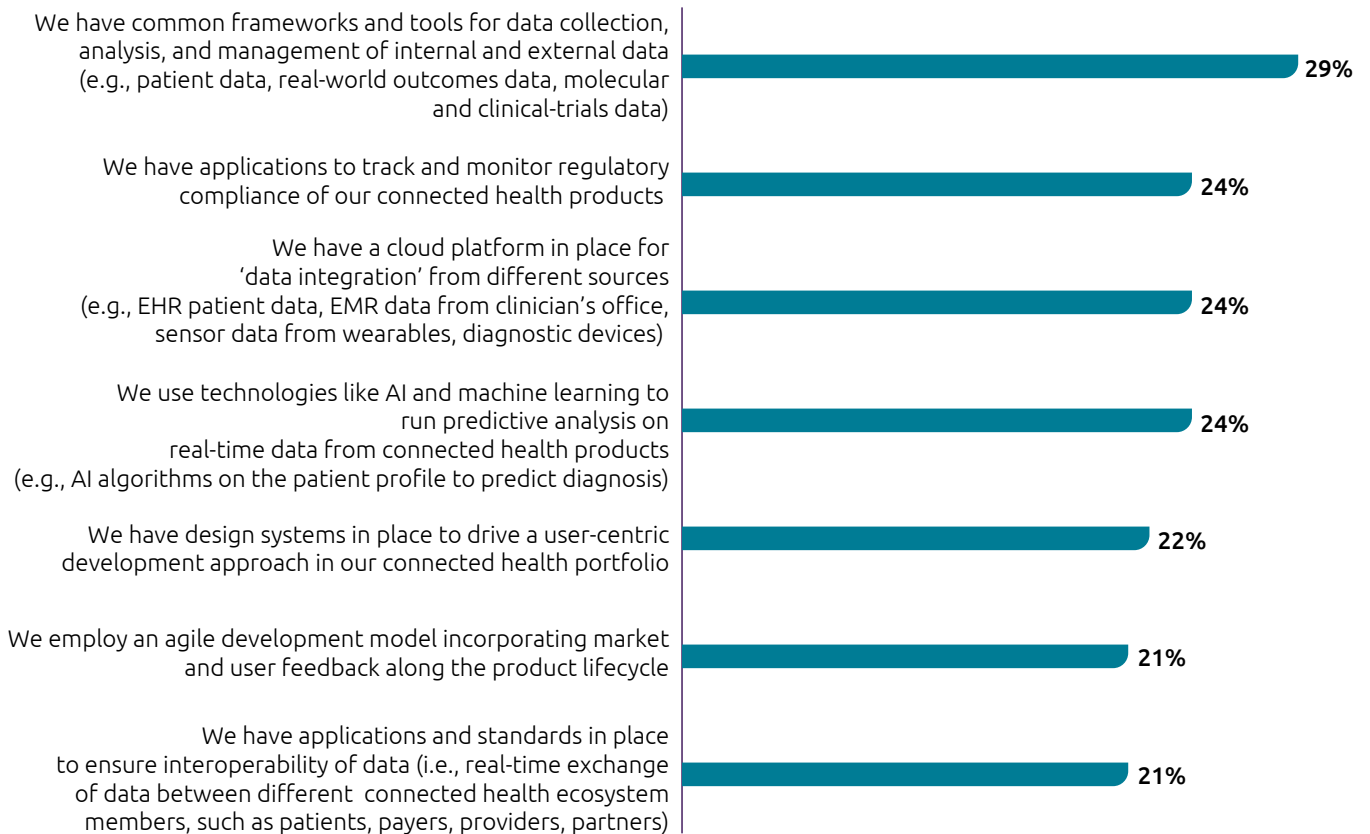 We have common frameworks and tools for data collection,
analysis, and management of internal and external data
(e.g., patient data, real-world outcomes data, molecular
and clinical-trials data)
29%
We have applications to track and monitor regulatory
compliance of our connected health products
24%
We have a cloud platform in place for
‘data integration’ from different sources
(e.g., EHR patient data, EMR data from clinician’s office,
sensor data from wearables, diagnostic devices)
24%
We use technologies like AI and machine learning to
run predictive analysis on
real-time data from connected health products
(e.g., AI algorithms on the patient profile to predict diagnosis)
24%
We have design systems in place to drive a user-centric
development approach in our connected health portfolio
22%
We employ an agile development model incorporating market
and user feedback along the product lifecycle
21%
We have applications and standards in place
to ensure interoperability of data (i.e., real-time exchange
of data between different connected health ecosystem
members, such as patients, payers, providers, partners)
21%